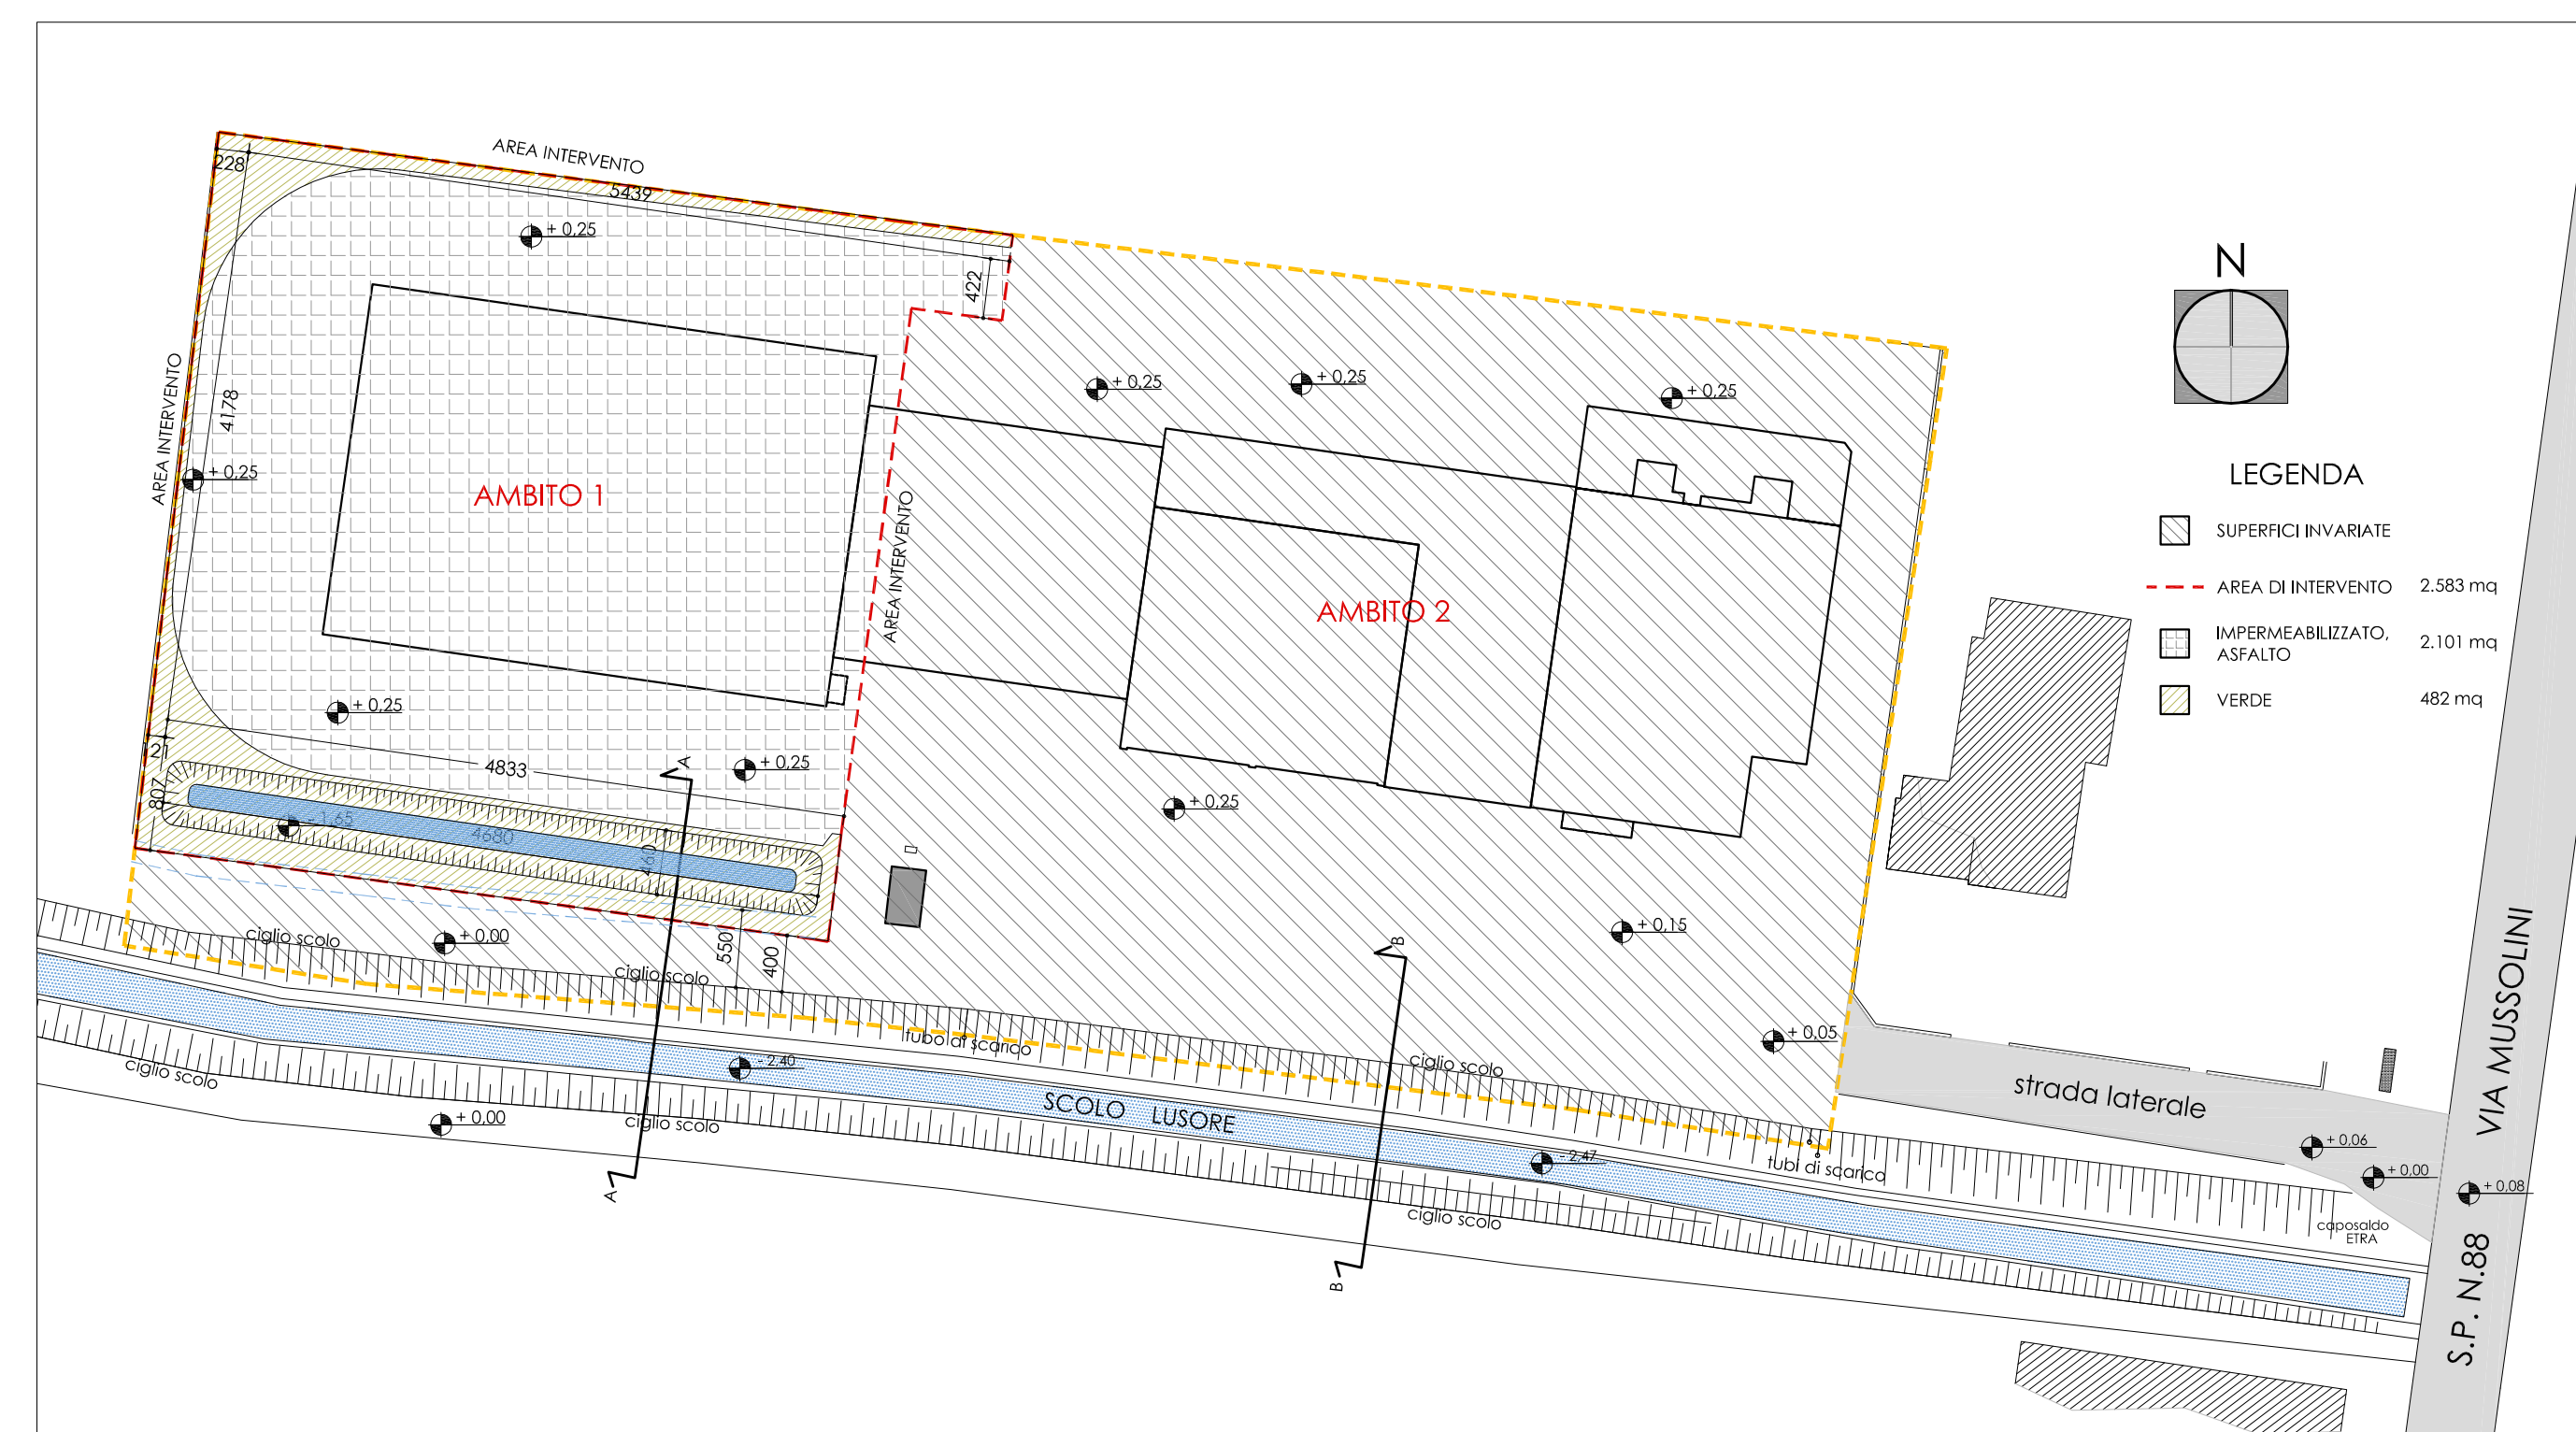 AREA INTERVENTO
228
5439
+ 0,25
422
N
AREA INTERVENTO
4178
+ 0,25
+ 0,25
+ 0,25
+ 0,25
LEGENDA
SUPERFICI INVARIATE
AREA DI INTERVENTO 2.583 mq
IMPERMEABILIZZATO,
ASFALTO 2.101 mq
VERDE 482 mq
AMBITO 1
AREA INTERVENTO
AMBITO 2
+ 0,25
121
4833
+ 0,25
807
- 1.65
4680
460
A
+ 0,25
+ 0,15
ciglio scolo
+ 0,00
ciglio scolo
550
400
B
tubo di scarico
ciglio scolo
+ 0,05
ciglio scolo
- 2.40
+ 0,00
ciglio scolo
SCOLO LUSORE
strada laterale
VIA MUSSOLINI
- 2.47
tubi di scarico
+ 0,06
+ 0,00
+ 0,08
A
ciglio scolo
B
caposaldo
ETRA
S.P. N.88